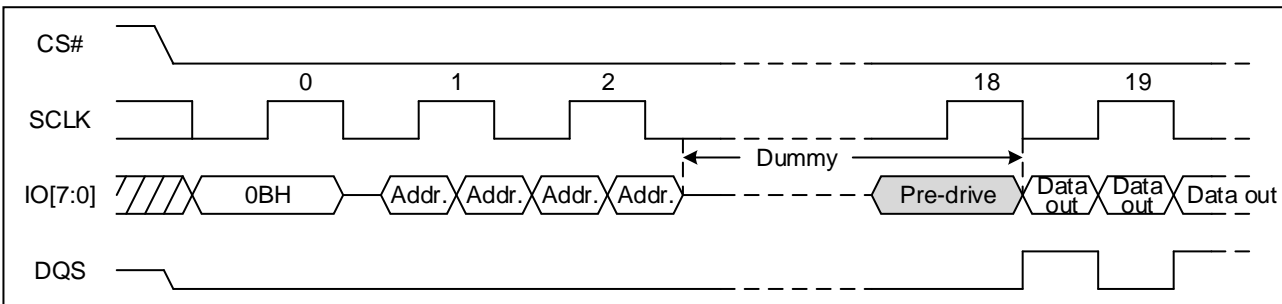 CS#
0 1 2 18 19
SCLK
Dummy
IO[7:0] 0BH Addr. Addr. Addr. Addr. Pre-drive Data out Data out Data out
DQS